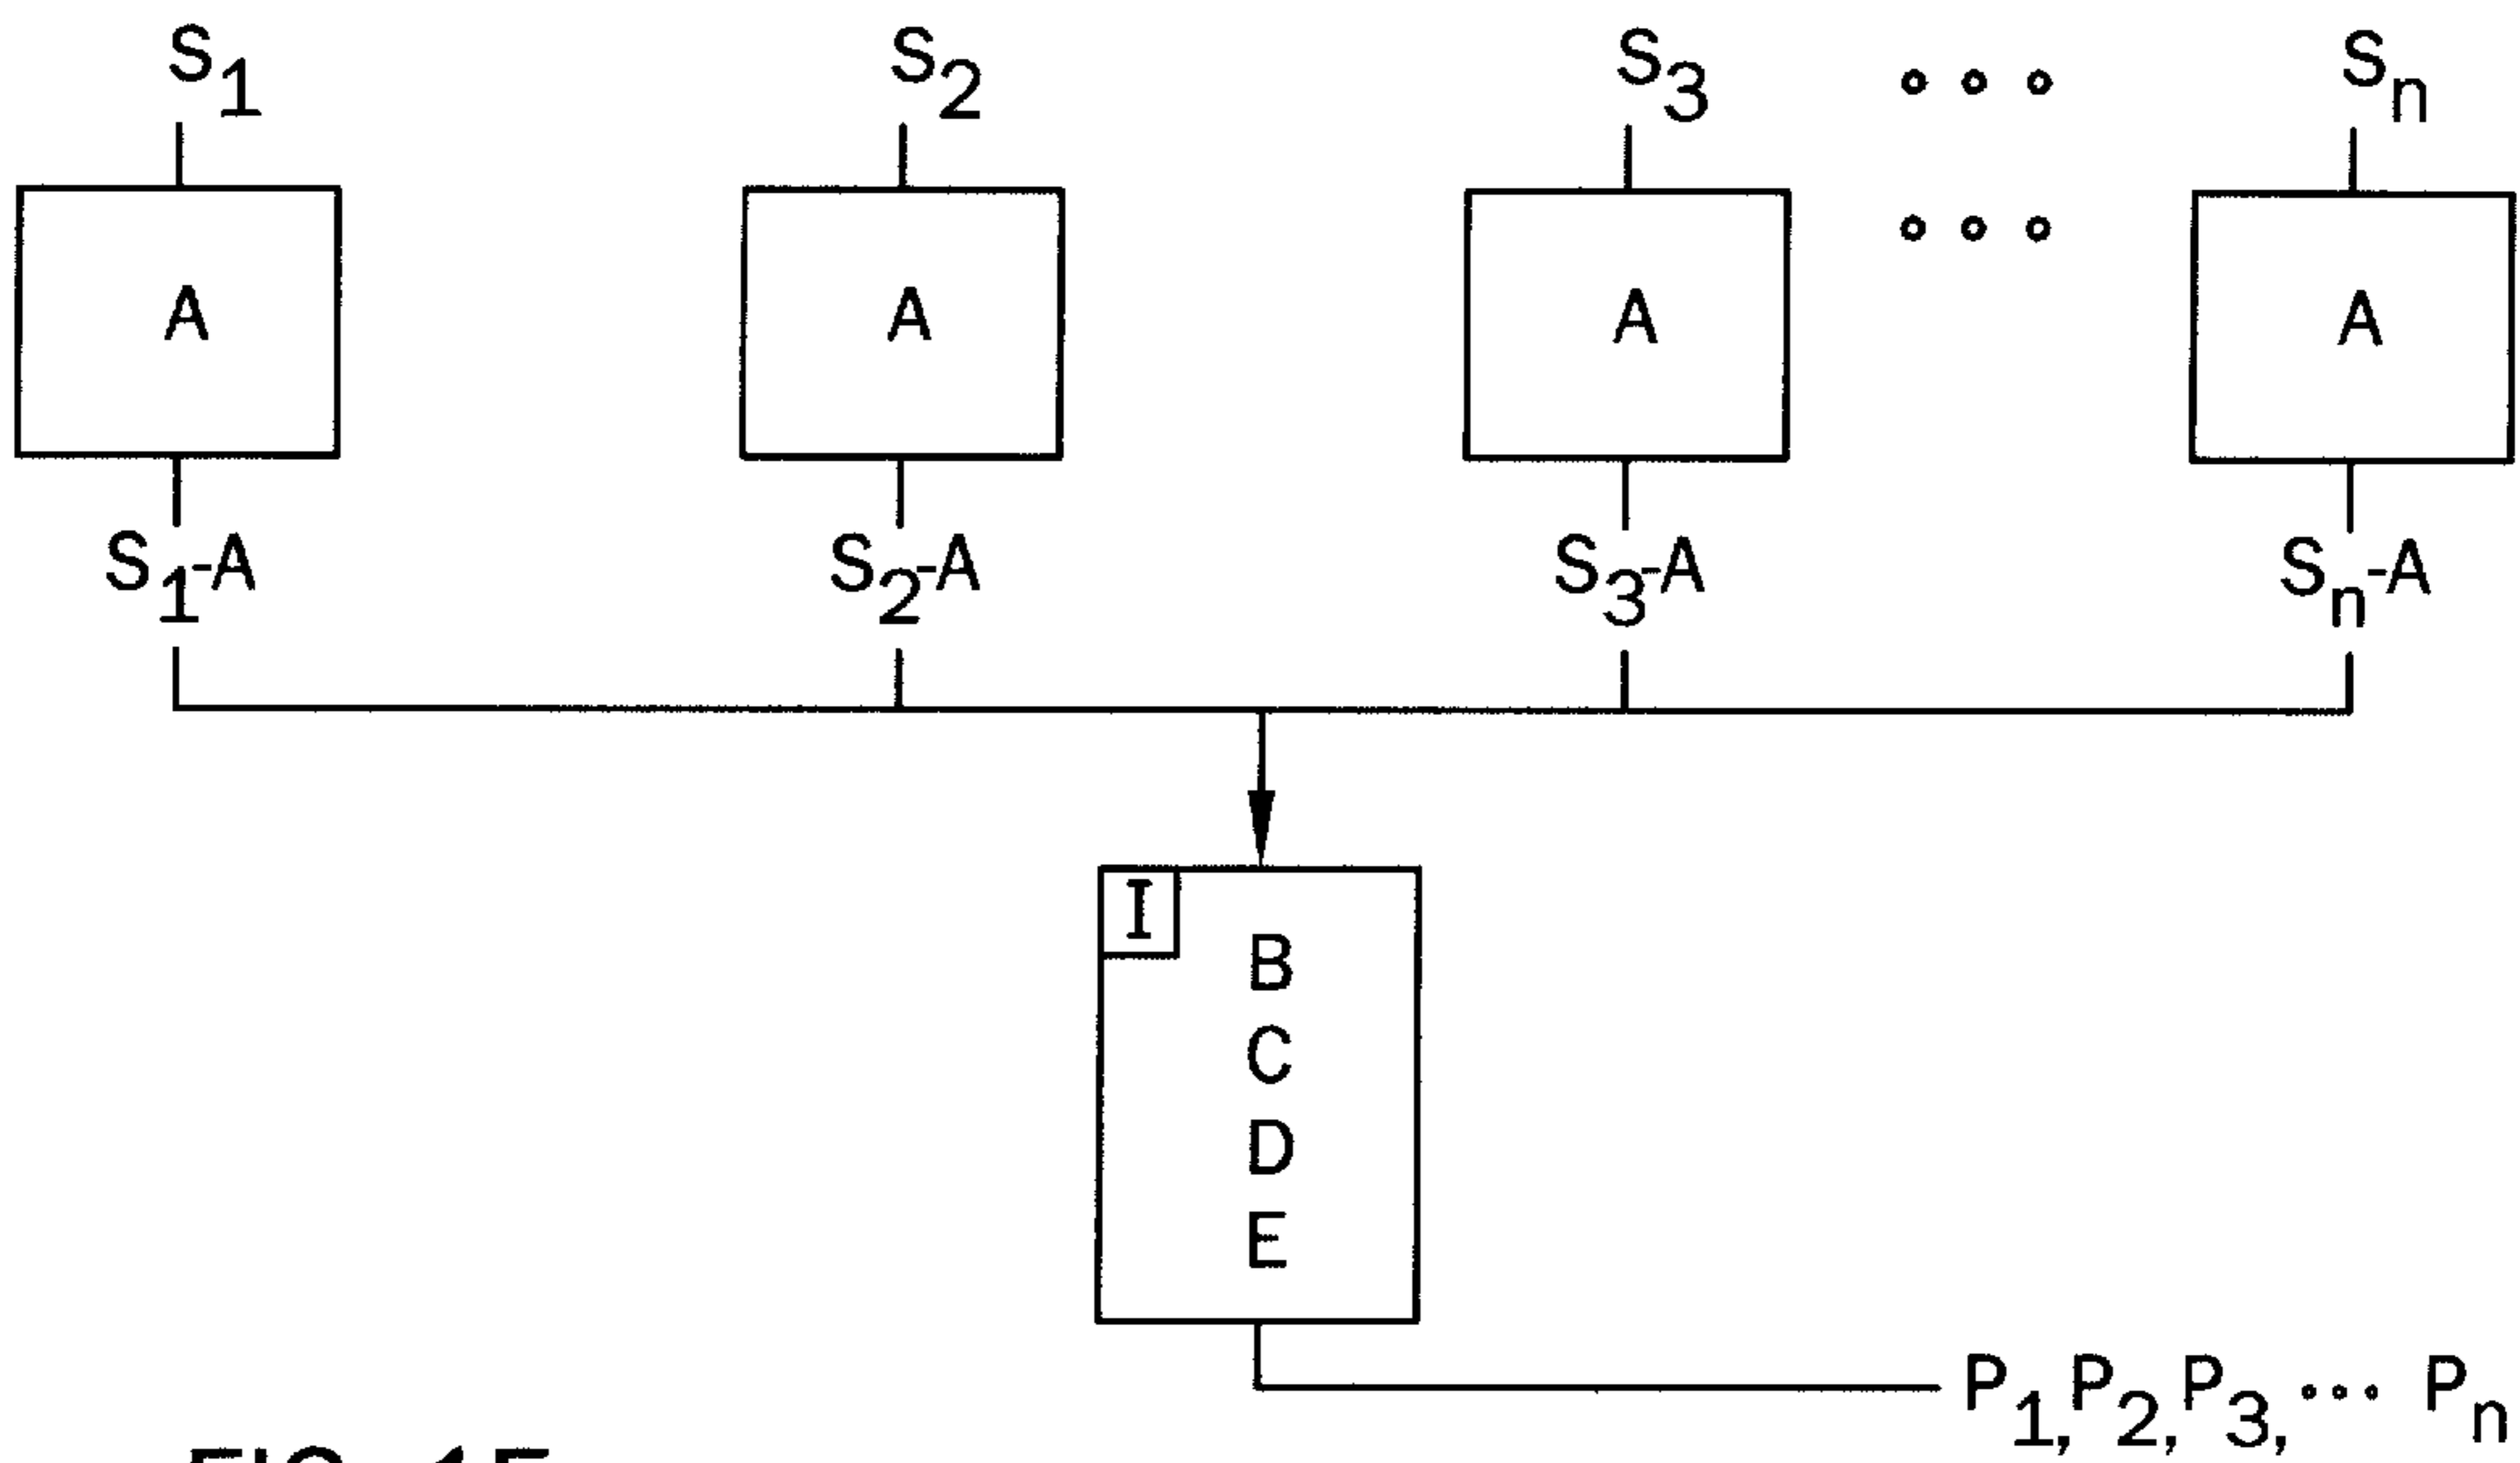 S1 S2 S3 ∘∘∘ Sn
∘∘∘
A A A A
S1-A S2-A S3-A Sn-A
I
B
C
D
E
P1, P2, P3, ∘∘∘ Pn